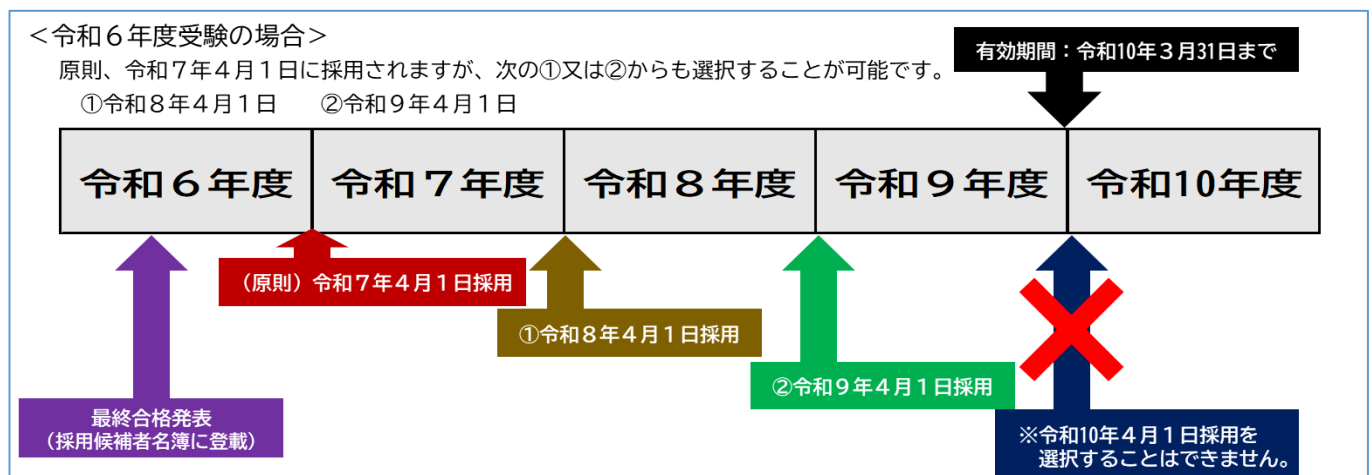 ＜令和６年度受験の場合＞
有効期間：令和10年３月31日まで
原則、令和７年４月１日に採用されますが、次の①又は②からも選択することが可能です。
①令和８年４月１日　　②令和９年４月１日
令和６年度
令和７年度
令和８年度
令和９年度
令和10年度
（原則）令和７年４月１日採用
①令和８年４月１日採用
②令和９年４月１日採用
最終合格発表
（採用候補者名簿に登載）
※令和10年４月１日採用を
選択することはできません。